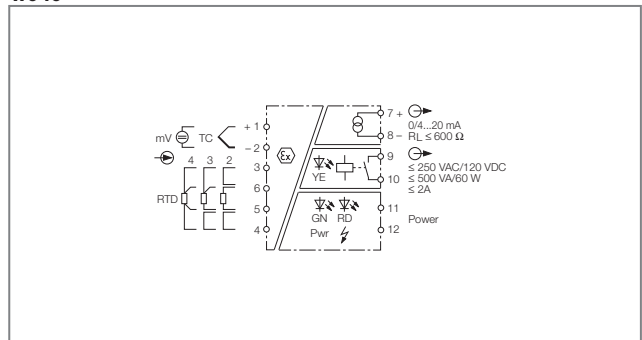 mV
TC
+ 1
– 2
4 3 2
3
RTD
6
5
4
Ex
YE
GN RD
Pwr
7 +
0/4...20 mA
8 –
RL ≤ 600 Ω
9
≤ 250 VAC/120 VDC
10
≤ 500 VA/60 W
≤ 2A
11
Power
12